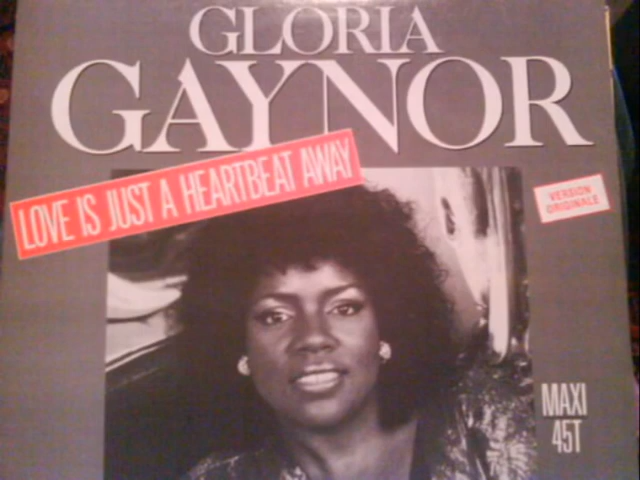 GLORIA
GAYNOR
LOVE IS JUST A HEARTBEAT AWAY
VERSION
ORIGINALE
MAXI
45T